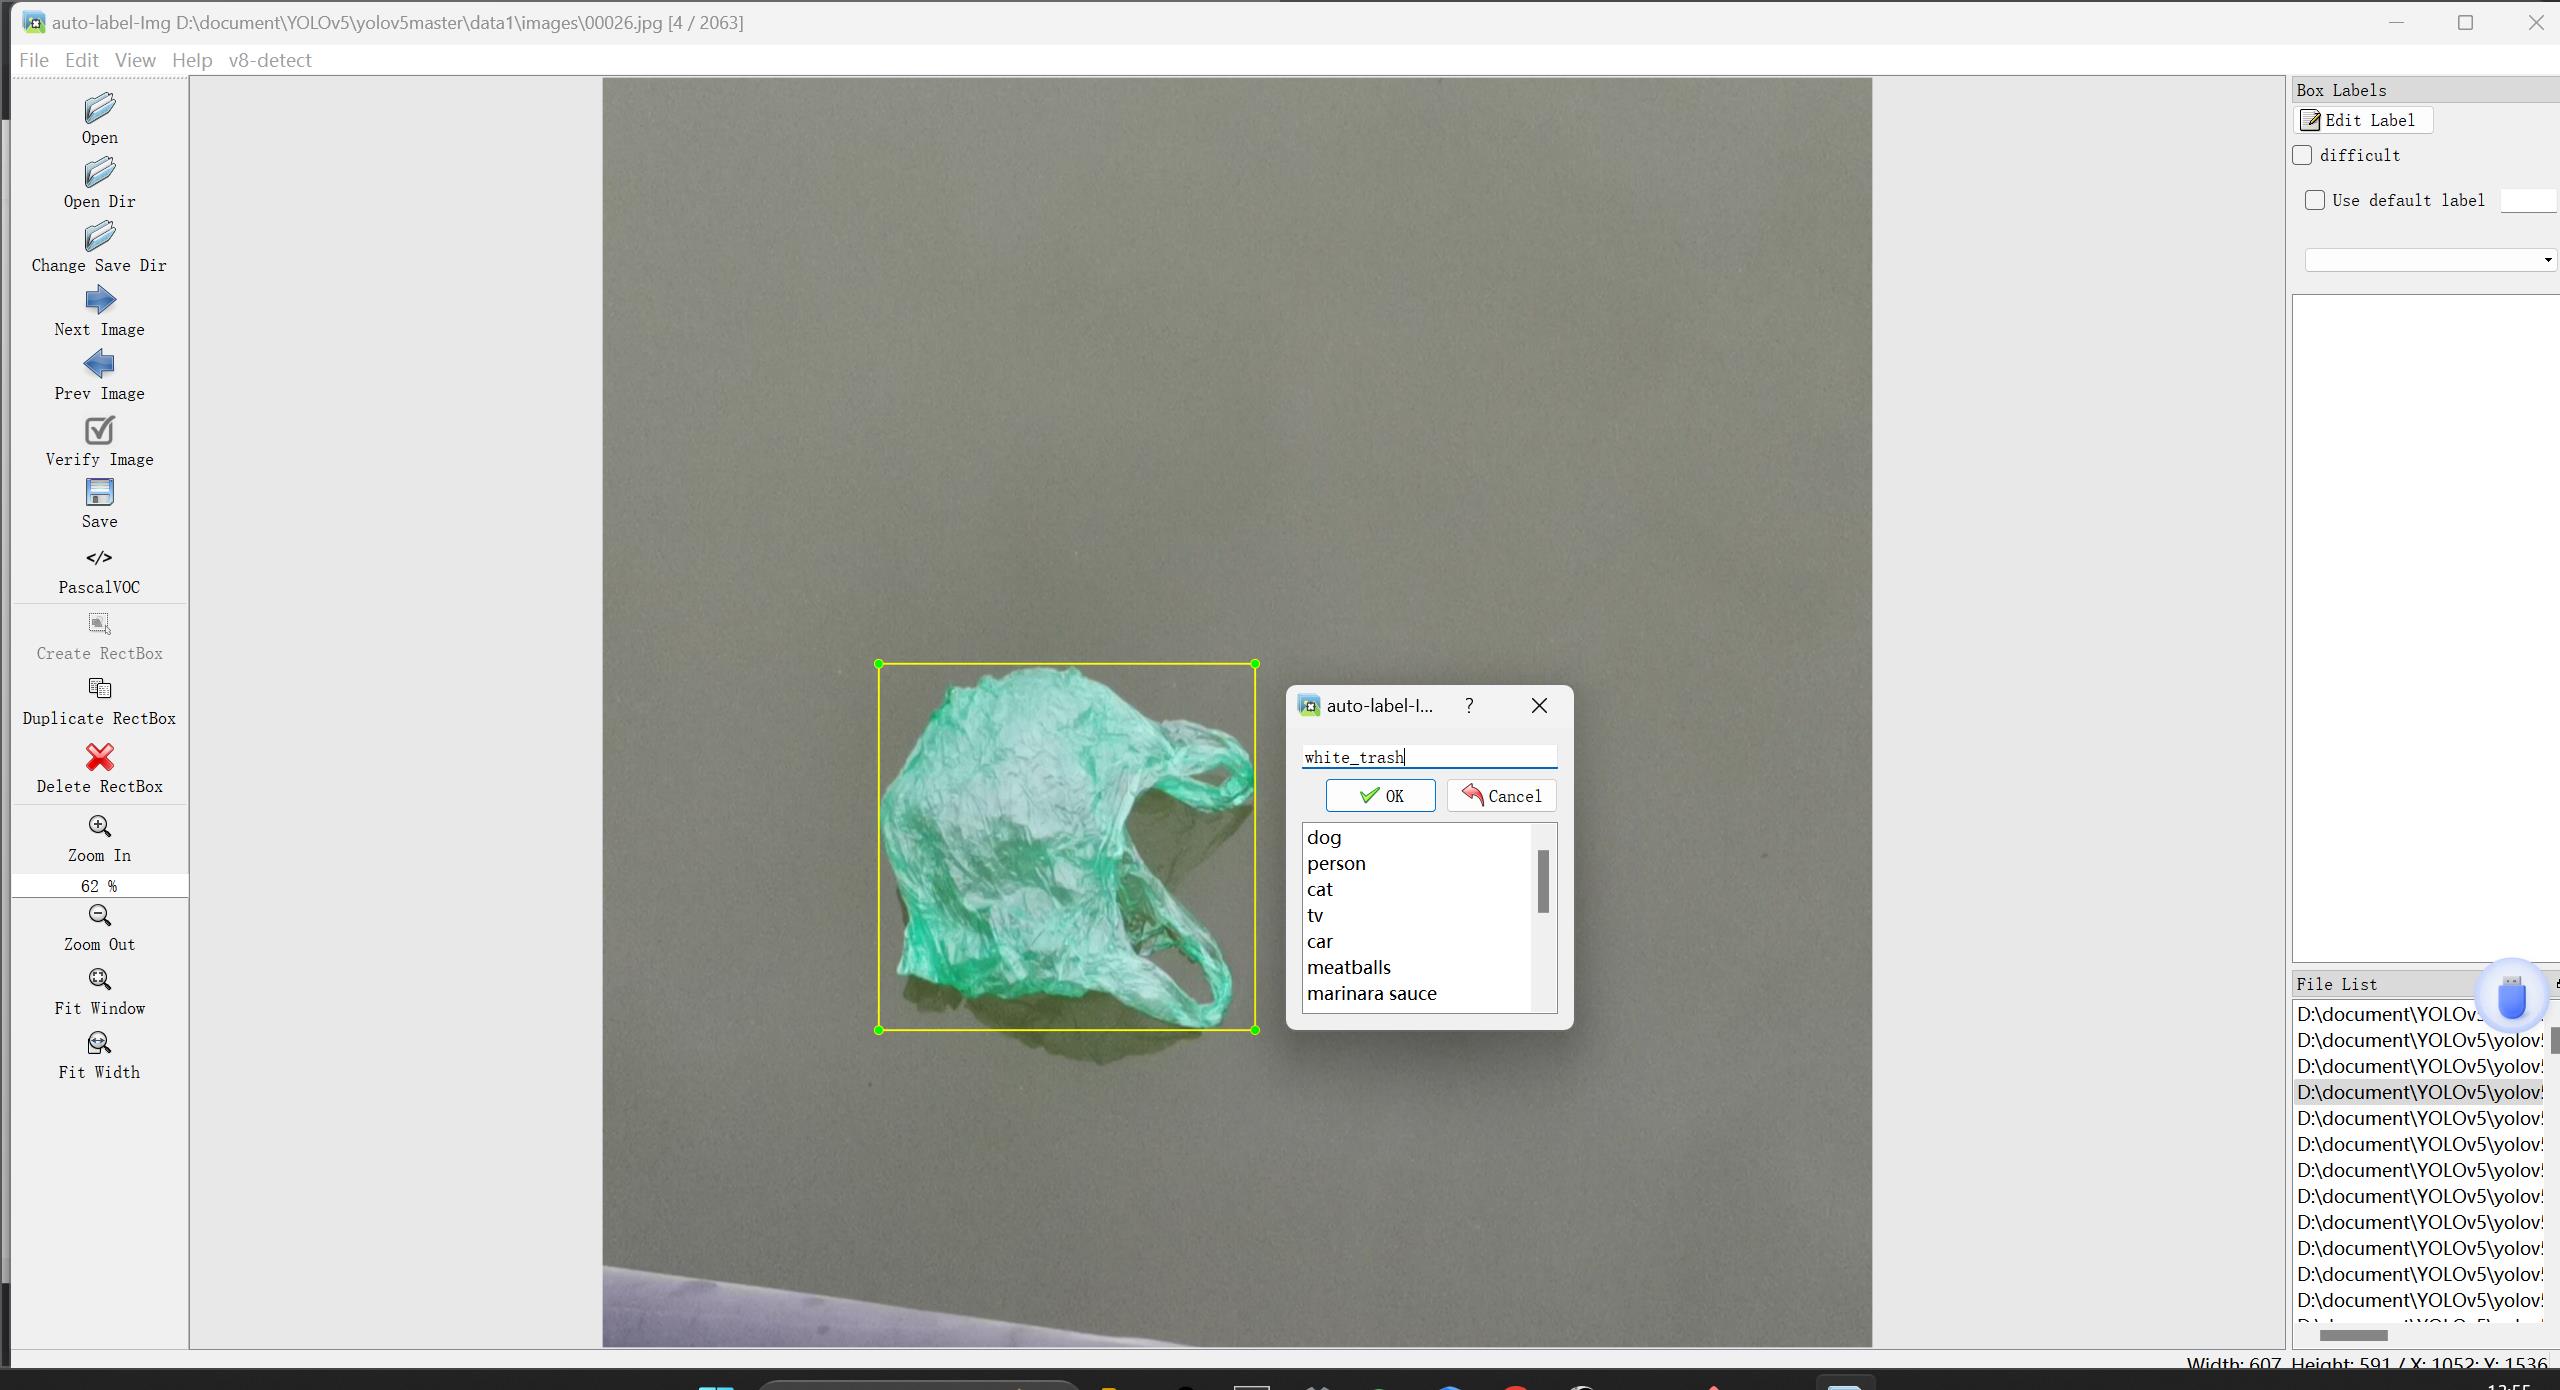 auto-label-Img D:\document\YOLOv5\yolov5master\data1\images\00026.jpg [4 / 2063]
File Edit View Help v8-detect
Open
Open Dir
Change Save Dir
Next Image
Prev Image
Verify Image
Save
</>
PascalVOC
Create RectBox
Duplicate RectBox
Delete RectBox
Zoom In
62 %
Zoom Out
Fit Window
Fit Width
auto-label-I... ?
white_trash
OK Cancel
dog
person
cat
tv
car
meatballs
marinara sauce
Box Labels
Edit Label
difficult
Use default label
File List
D:\document\YOLOv
D:\document\YOLOv5\yolov
D:\document\YOLOv5\yolov
D:\document\YOLOv5\yolov5
D:\document\YOLOv5\yolov
D:\document\YOLOv5\yolov
D:\document\YOLOv5\yolov
D:\document\YOLOv5\yolov
D:\document\YOLOv5\yolov
D:\document\YOLOv5\yolov
D:\document\YOLOv5\yolov
D:\document\YOLOv5\yolov
Width: 607, Height: 591 / X: 1052; Y: 1536